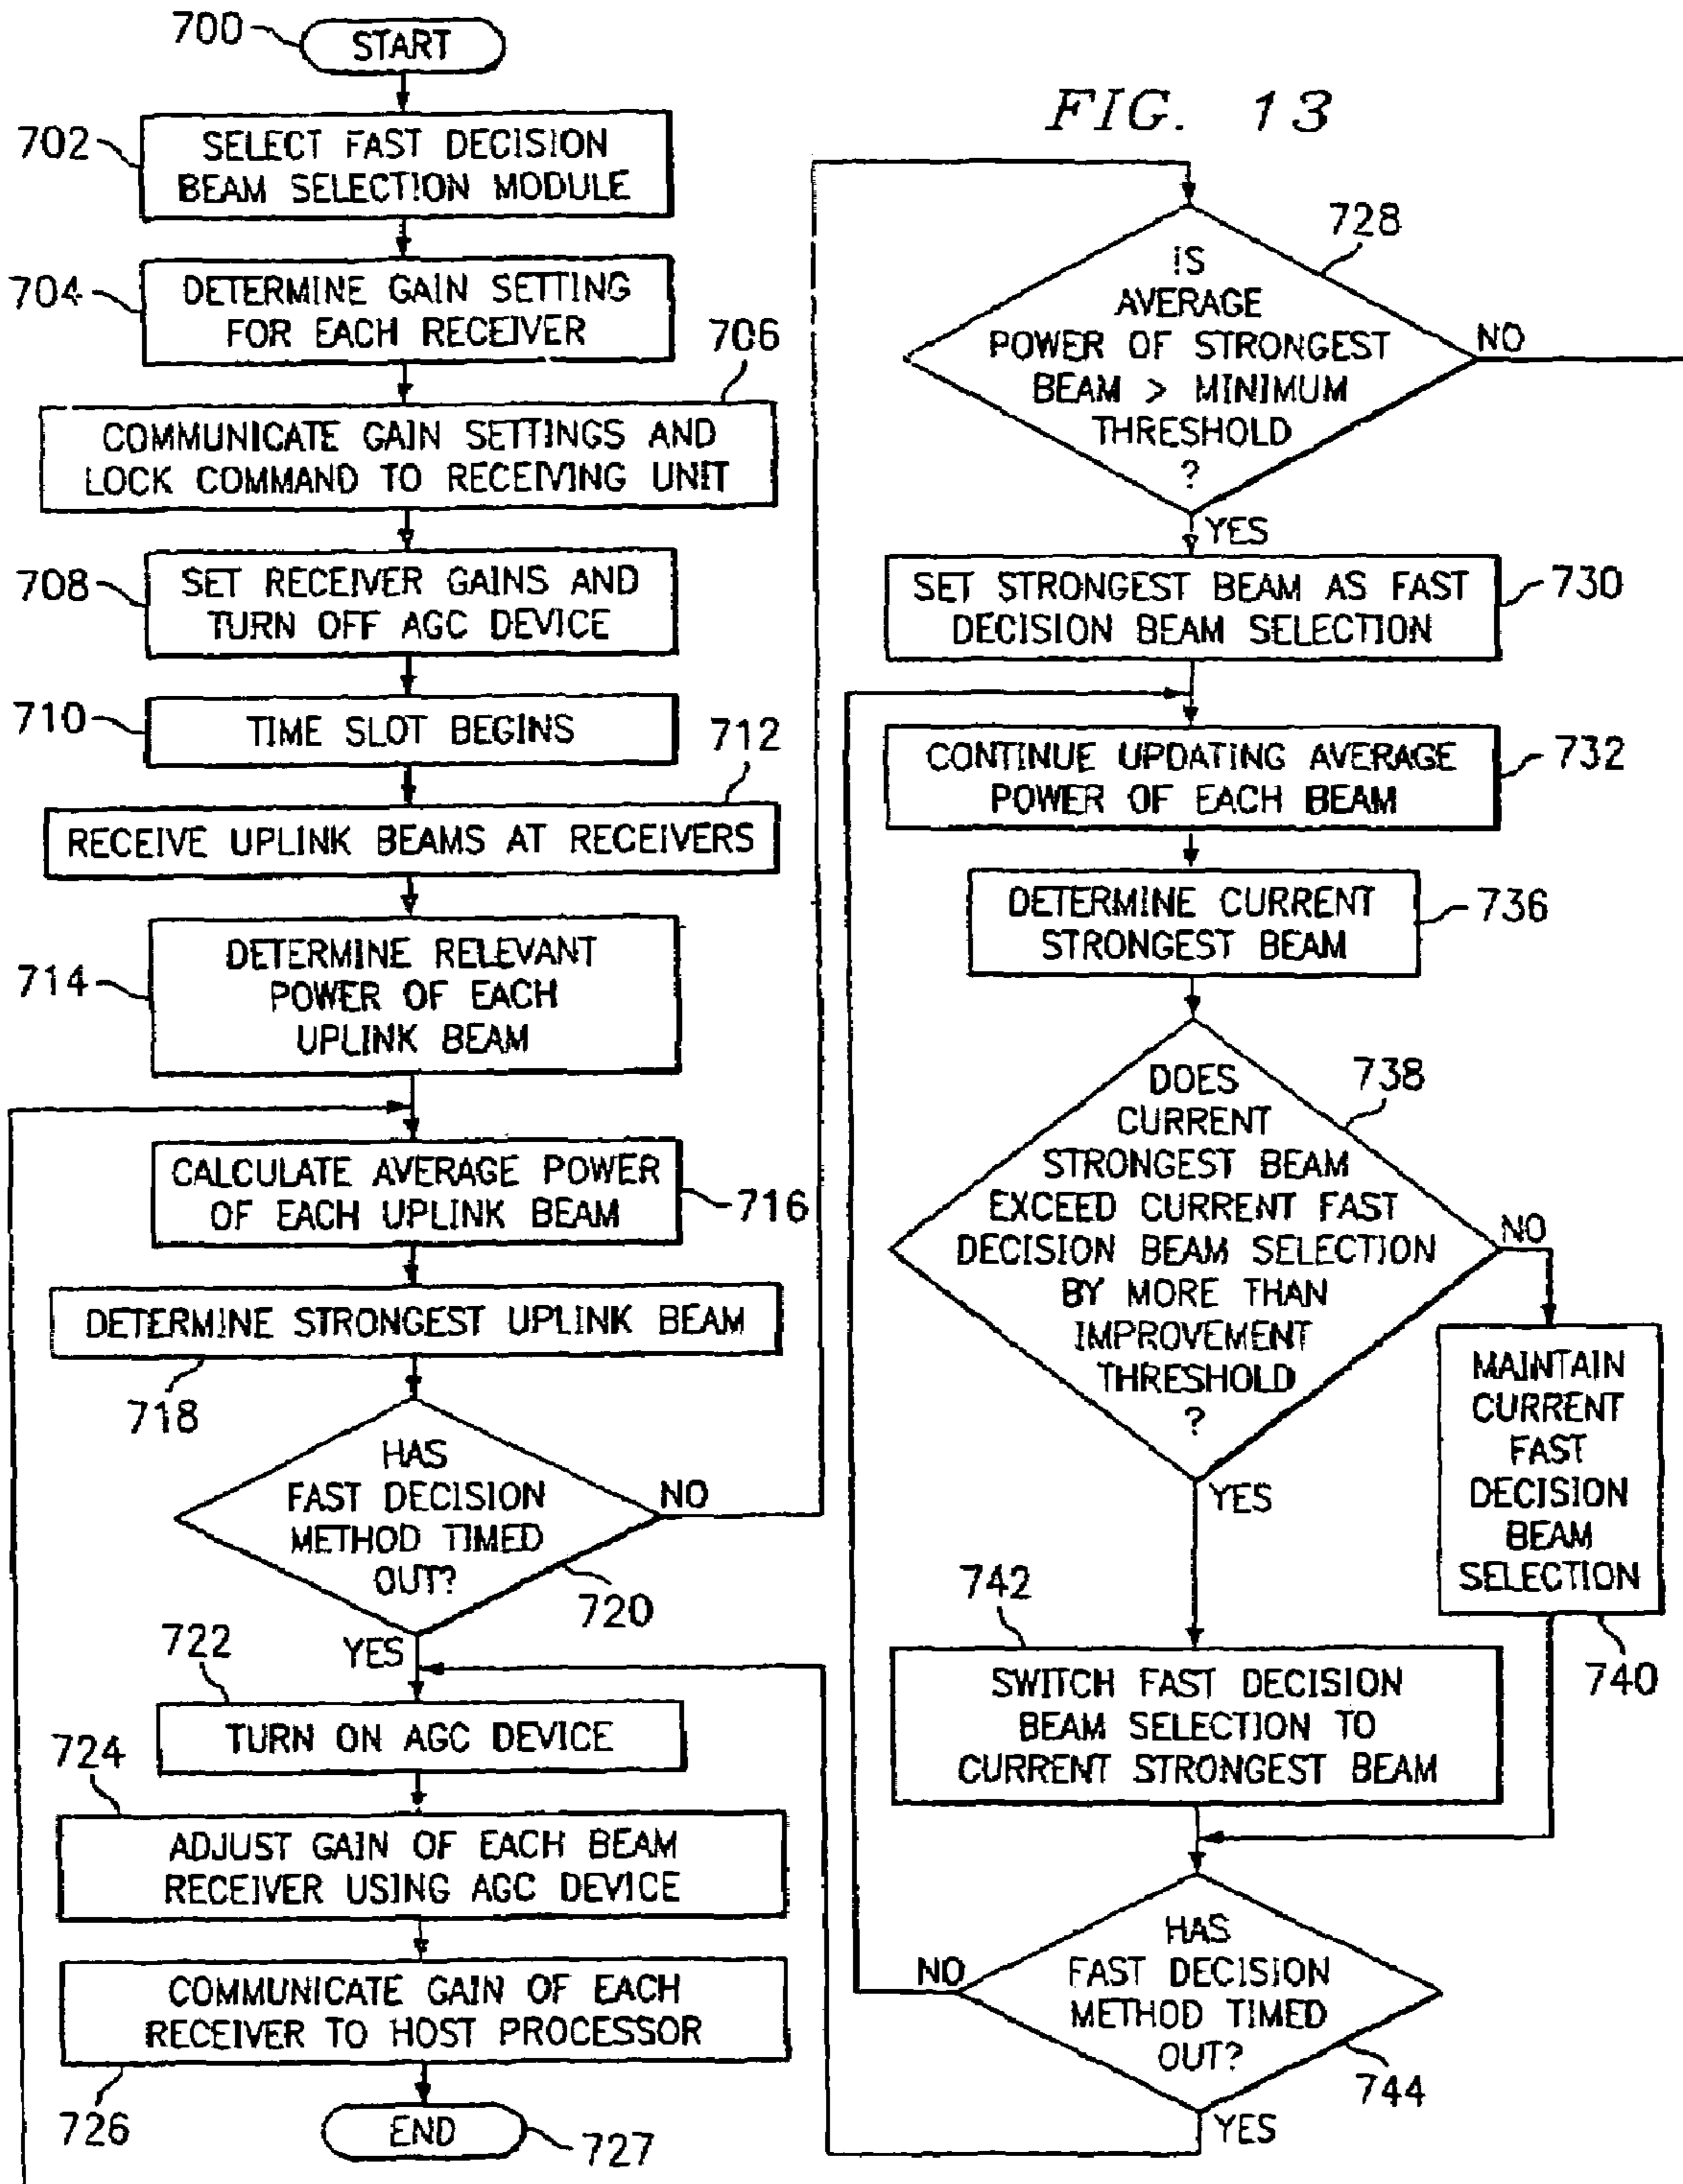 FIG. 13
700
START
702
SELECT FAST DECISION
BEAM SELECTION MODULE
704
DETERMINE GAIN SETTING
FOR EACH RECEIVER
706
COMMUNICATE GAIN SETTINGS AND
LOCK COMMAND TO RECEIVING UNIT
708
SET RECEIVER GAINS AND
TURN OFF AGC DEVICE
710
TIME SLOT BEGINS
712
RECEIVE UPLINK BEAMS AT RECEIVERS
714
DETERMINE RELEVANT
POWER OF EACH
UPLINK BEAM
CALCULATE AVERAGE POWER
OF EACH UPLINK BEAM
716
DETERMINE STRONGEST UPLINK BEAM
718
HAS
FAST DECISION
METHOD TIMED
OUT?
NO
720
YES
722
TURN ON AGC DEVICE
724
ADJUST GAIN OF EACH BEAM
RECEIVER USING AGC DEVICE
COMMUNICATE GAIN OF EACH
RECEIVER TO HOST PROCESSOR
726
END
727
728
IS
AVERAGE
POWER OF STRONGEST
BEAM > MINIMUM
THRESHOLD
?
NO
YES
SET STRONGEST BEAM AS FAST
DECISION BEAM SELECTION
730
CONTINUE UPDATING AVERAGE
POWER OF EACH BEAM
732
DETERMINE CURRENT
STRONGEST BEAM
736
738
DOES
CURRENT
STRONGEST BEAM
EXCEED CURRENT FAST
DECISION BEAM SELECTION
BY MORE THAN
IMPROVEMENT
THRESHOLD
?
NO
YES
MAINTAIN
CURRENT
FAST
DECISION
BEAM
SELECTION
740
742
SWITCH FAST DECISION
BEAM SELECTION TO
CURRENT STRONGEST BEAM
HAS
FAST DECISION
METHOD TIMED
OUT?
NO
744
YES